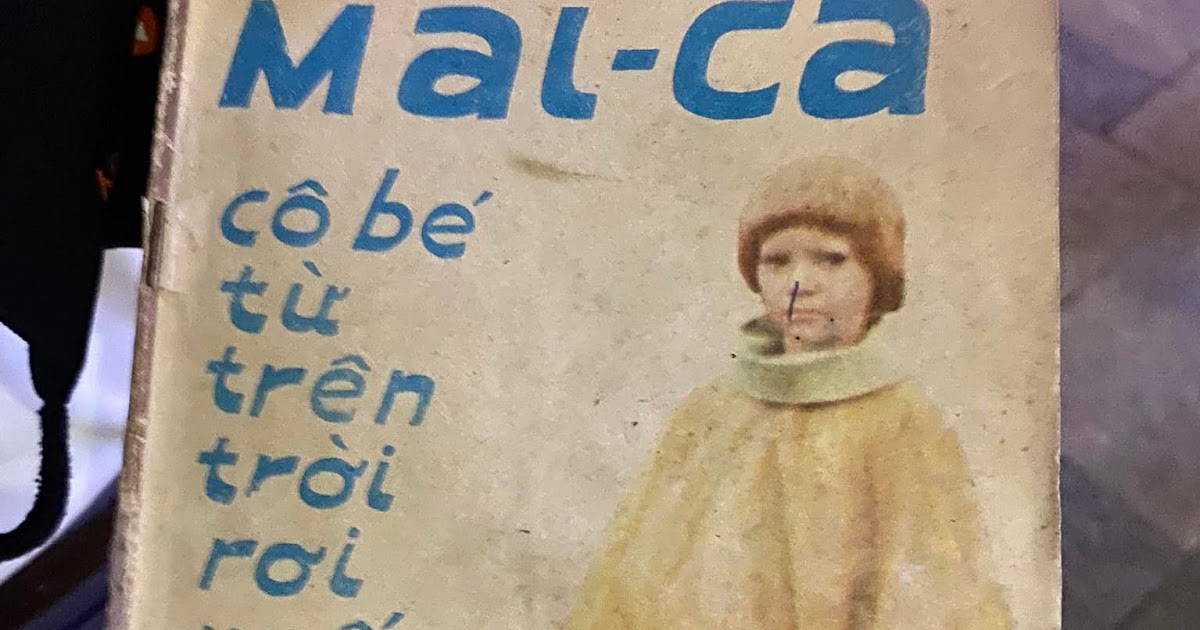 Mai-ca
cô bé
từ
trên
trời
rơi